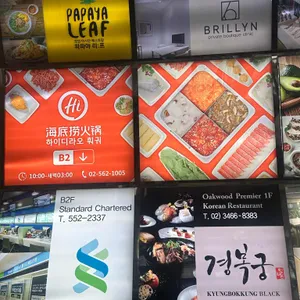 PAPAYA
LEAF
BRILLYN
Hi
海底捞火锅
하이디라오 훠궈
B2 ↓
10:00-새벽03:00 02-562-1005
B2F
Standard Chartered
T. 552-2337
Oakwood Premier 1F
Korean Restaurant
T. 02) 3466-8383
경복궁
KYUNGBOKKUNG BLACK